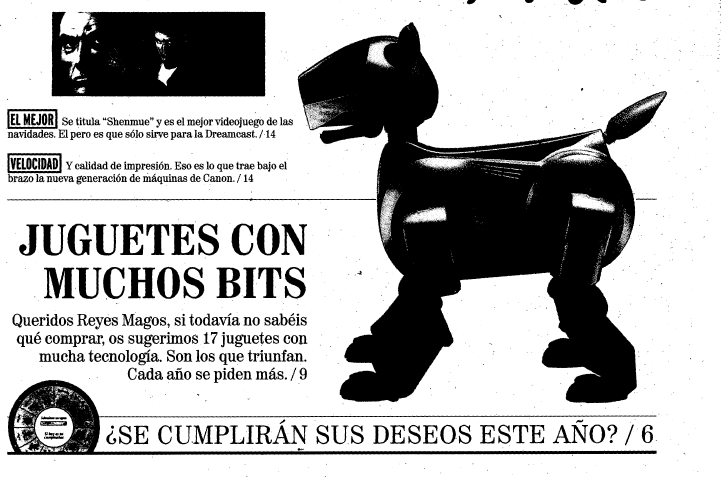 EL MEJOR Se titula "Shenmue" y es el mejor videojuego de las
navidades. El pero es que sólo sirve para la Dreamcast. / 14
VELOCIDAD Y calidad de impresión. Eso es lo que trae bajo el
brazo la nueva generación de máquinas de Canon. / 14
JUGUETES CON
MUCHOS BITS
Queridos Reyes Magos, si todavía no sabéis
qué comprar, os sugerimos 17 juguetes con
mucha tecnología. Son los que triunfan.
Cada año se piden más. / 9
¿SE CUMPLIRÁN SUS DESEOS ESTE AÑO? / 6